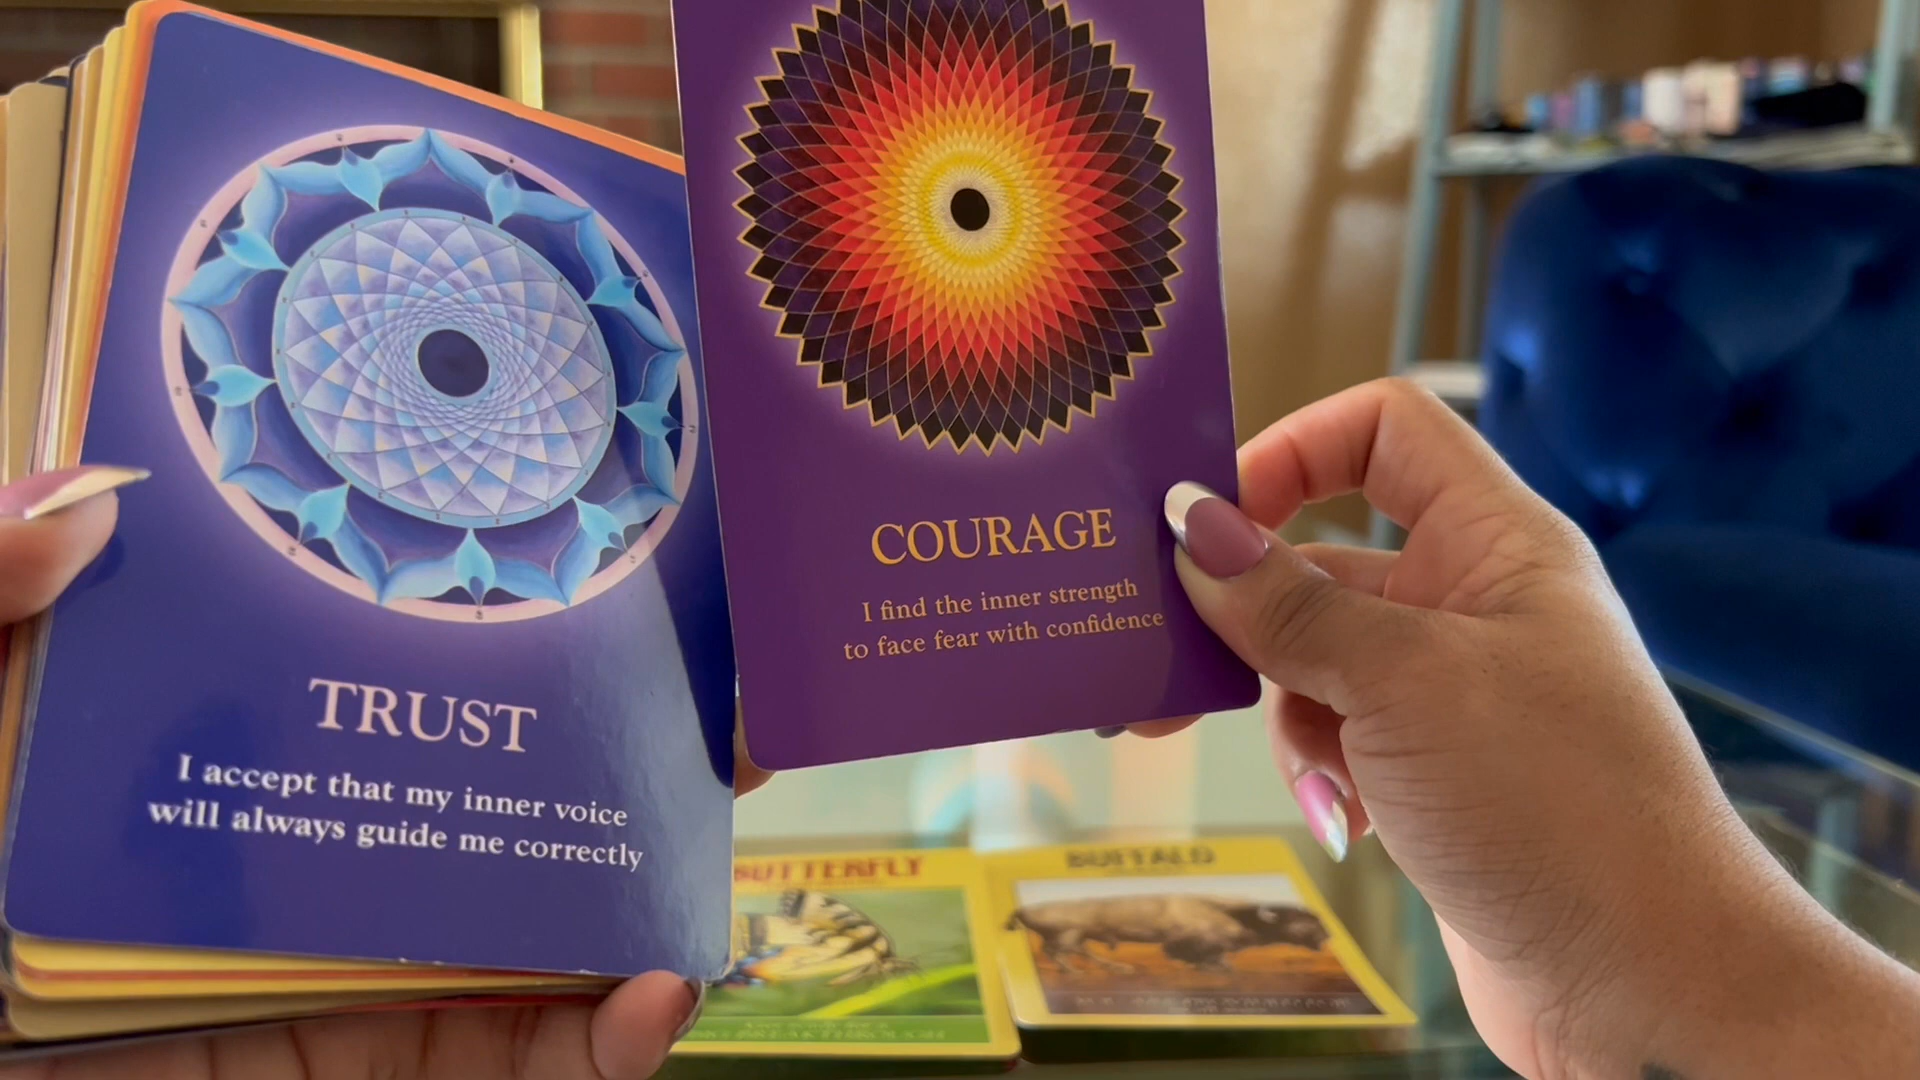 TRUST
I accept that my inner voice
will always guide me correctly
COURAGE
I find the inner strength
to face fear with confidence
BUTTERFLY
BUFFALO